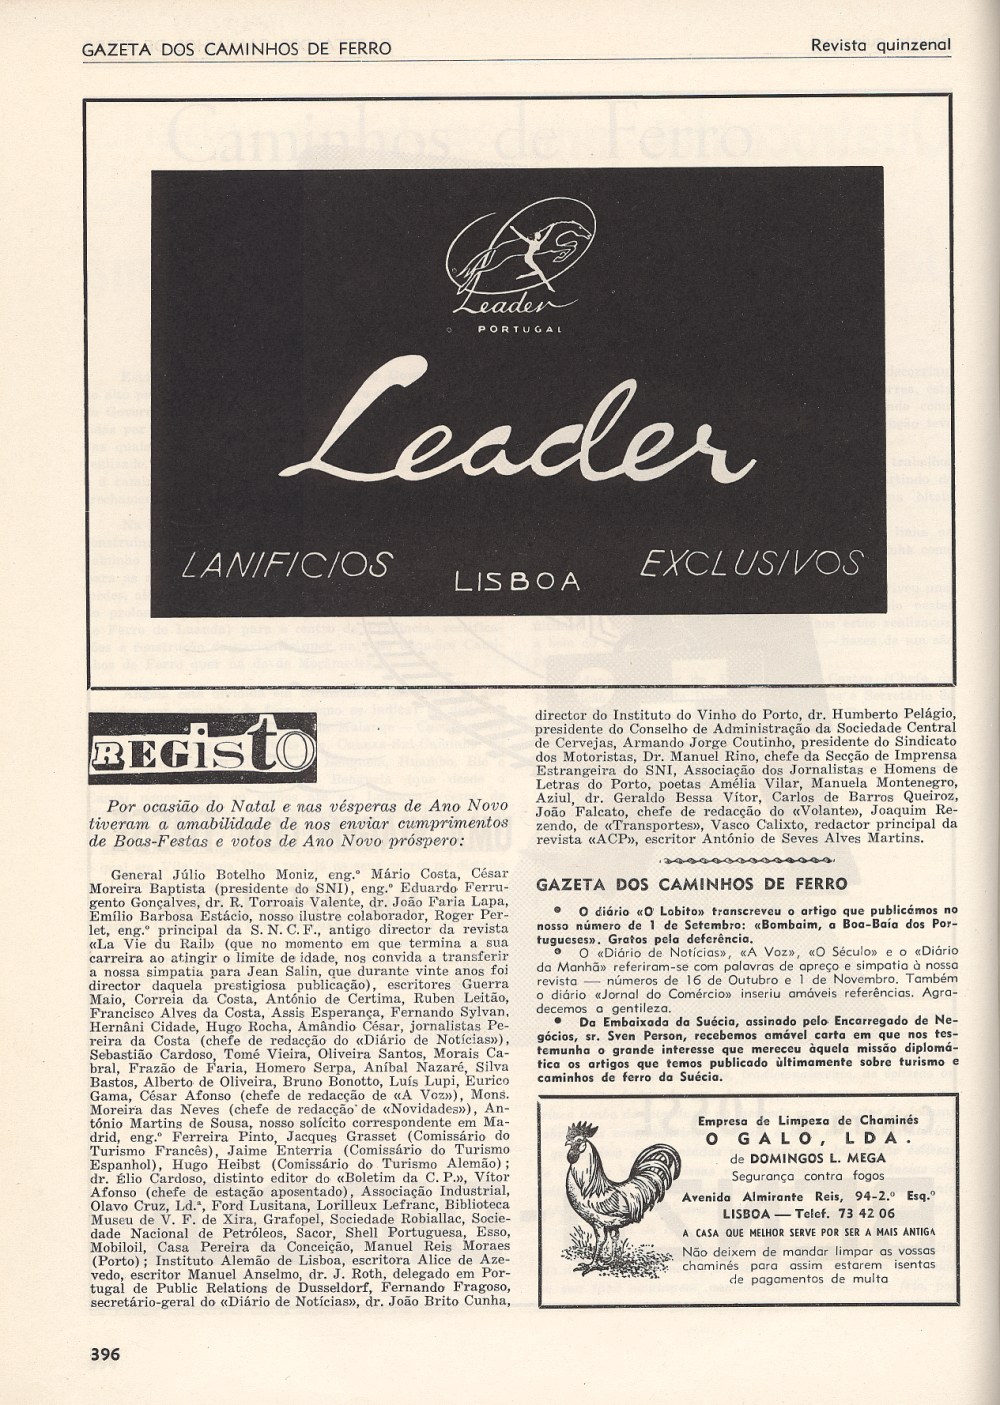 GAZETA DOS CAMINHOS DE FERRO
Revista quinzenal
Leader
PORTUGAL
Leader
LANIFICIOS
LISBOA
EXCLUSIVOS
REGISTO
Por ocasião do Natal e nas vésperas de Ano Novo
tiveram a amabilidade de nos enviar cumprimentos
de Boas-Festas e votos de Ano Novo próspero:
General Júlio Botelho Moniz, eng.º Mário Costa, César
Moreira Baptista (presidente do SNI), eng.º Eduardo Ferru-
gento Gonçalves, dr. R. Torroais Valente, dr. João Faria Lapa,
Emílio Barbosa Estácio, nosso ilustre colaborador, Roger Per-
let, eng.º principal da S. N. C. F., antigo director da revista
«La Vie du Rail» (que no momento em que termina a sua
carreira ao atingir o limite de idade, nos convida a transferir
a nossa simpatia para Jean Salin, que durante vinte anos foi
director daquela prestigiosa publicação), escritores Guerra
Maio, Correia da Costa, António de Certima, Ruben Leitão,
Francisco Alves da Costa, Assis Esperança, Fernando Sylvan,
Hernâni Cidade, Hugo Rocha, Amândio César, jornalistas Pe-
reira da Costa (chefe de redacção do «Diário de Notícias»),
Sebastião Cardoso, Tomé Vieira, Oliveira Santos, Morais Ca-
bral, Frazão de Faria, Homero Serpa, Aníbal Nazaré, Silva
Bastos, Alberto de Oliveira, Bruno Bonotto, Luís Lupi, Eurico
Gama, César Afonso (chefe de redacção de «A Voz»), Mons.
Moreira das Neves (chefe de redacção de «Novidades»), An-
tónio Martins de Sousa, nosso solícito correspondente em Ma-
drid, eng.º Ferreira Pinto, Jacques Grasset (Comissário do
Turismo Francês), Jaime Enterria (Comissário do Turismo
Espanhol), Hugo Heibst (Comissário do Turismo Alemão);
dr. Élio Cardoso, distinto editor do «Boletim da C. P.», Vítor
Afonso (chefe de estação aposentado), Associação Industrial,
Olavo Cruz, Ld.ª, Ford Lusitana, Lorilleux Lefranc, Biblioteca
Museu de V. F. de Xira, Grafopel, Sociedade Robiallac, Socie-
dade Nacional de Petróleos, Sacor, Shell Portuguesa, Esso,
Mobiloil, Casa Pereira da Conceição, Manuel Reis Moraes
(Porto); Instituto Alemão de Lisboa, escritora Alice de Aze-
vedo, escritor Manuel Anselmo, dr. J. Roth, delegado em Por-
tugal de Public Relations de Dusseldorf, Fernando Fragoso,
secretário-geral do «Diário de Notícias», dr. João Brito Cunha,
director do Instituto do Vinho do Porto, dr. Humberto Pelágio,
presidente do Conselho de Administração da Sociedade Central
de Cervejas, Armando Jorge Coutinho, presidente do Sindicato
dos Motoristas, Dr. Manuel Rino, chefe da Secção de Imprensa
Estrangeira do SNI, Associação dos Jornalistas e Homens de
Letras do Porto, poetas Amélia Vilar, Manuela Montenegro,
Aziul, dr. Geraldo Bessa Vítor, Carlos de Barros Queiroz,
João Falcato, chefe de redacção do «Volante», Joaquim Re-
zendo, de «Transportes», Vasco Calixto, redactor principal da
revista «ACP», escritor António de Seves Alves Martins.
GAZETA DOS CAMINHOS DE FERRO
● O diário «O Lobito» transcreveu o artigo que publicámos no
nosso número de 1 de Setembro: «Bombaim, a Boa-Baía dos Por-
tugueses». Gratos pela deferência.
● O «Diário de Notícias», «A Voz», «O Século» e o «Diário
da Manhã» referiram-se com palavras de apreço e simpatia à nossa
revista — números de 16 de Outubro e 1 de Novembro. Também
o diário «Jornal do Comércio» inseriu amáveis referências. Agra-
decemos a gentileza.
● Da Embaixada da Suécia, assinado pelo Encarregado de Ne-
gócios, sr. Sven Person, recebemos amável carta em que nos tes-
temunha o grande interesse que mereceu àquela missão diplomá-
tica os artigos que temos publicado ùltimamente sobre turismo e
caminhos de ferro da Suécia.
Empresa de Limpeza de Chaminés
O GALO, LDA.
de DOMINGOS L. MEGA
Segurança contra fogos
Avenida Almirante Reis, 94-2.º Esq.º
LISBOA — Telef. 73 42 06
A CASA QUE MELHOR SERVE POR SER A MAIS ANTIGA
Não deixem de mandar limpar as vossas
chaminés para assim estarem isentas
de pagamentos de multa
396